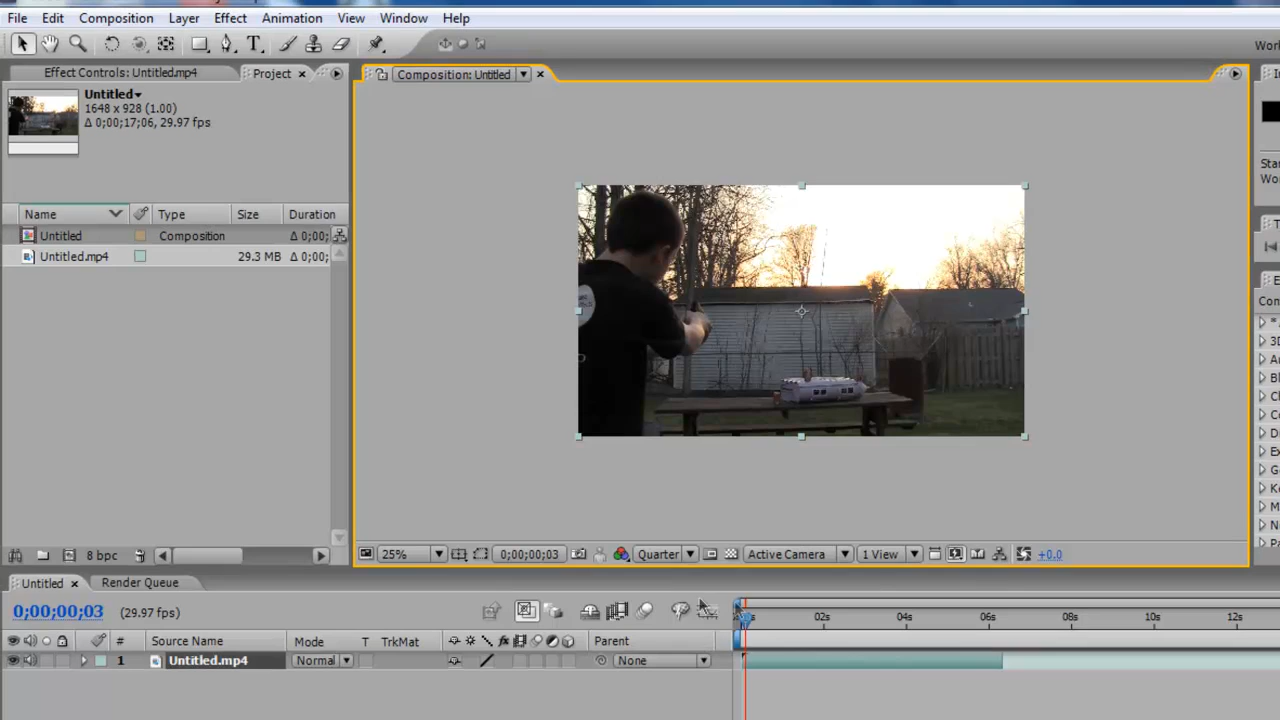 File Edit Composition Layer Effect Animation View Window Help
T
Effect Controls: Untitled.mp4 Project
Composition: Untitled
Untitled
1648 x 928 (1.00)
Δ 0;00;17;06, 29.97 fps
Name Type Size Duration
Untitled Composition Δ 0;00;
Untitled.mp4 29.3 MB Δ 0;00;
8 bpc
25% 0;00;00;03 Quarter Active Camera 1 View +0.0
Untitled Render Queue
0;00;00;03 (29.97 fps)
02s 04s 06s 08s 10s 12s
# Source Name Mode T TrkMat Parent
1 Untitled.mp4 Normal None